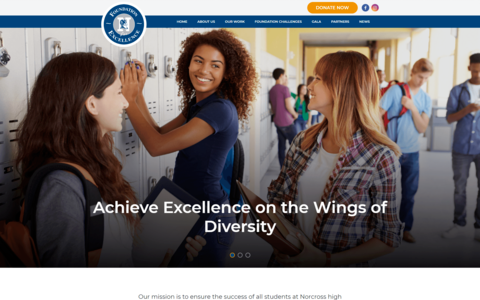 DONATE NOW
FOUNDATION
EXCELLENCE
HOME ABOUT US OUR WORK FOUNDATION CHALLENGES GALA PARTNERS NEWS
Achieve Excellence on the Wings of
Diversity
Our mission is to ensure the success of all students at Norcross high